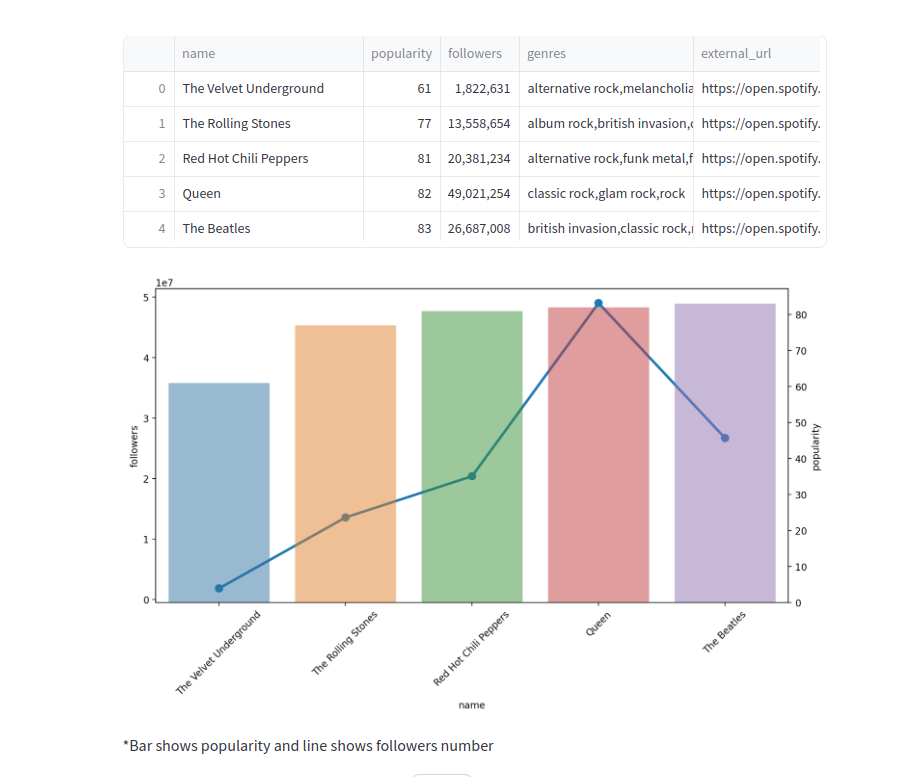 name popularity followers genres external_url
0 The Velvet Underground 61 1,822,631 alternative rock,melancholia https://open.spotify.
1 The Rolling Stones 77 13,558,654 album rock,british invasion, https://open.spotify.
2 Red Hot Chili Peppers 81 20,381,234 alternative rock,funk metal,f https://open.spotify.
3 Queen 82 49,021,254 classic rock,glam rock,rock https://open.spotify.
4 The Beatles 83 26,687,008 british invasion,classic rock, https://open.spotify.
1e7
5
4
3
2
1
0
followers
80
70
60
50
40
30
20
10
0
popularity
The Velvet Underground
The Rolling Stones
Red Hot Chili Peppers
Queen
The Beatles
name
*Bar shows popularity and line shows followers number